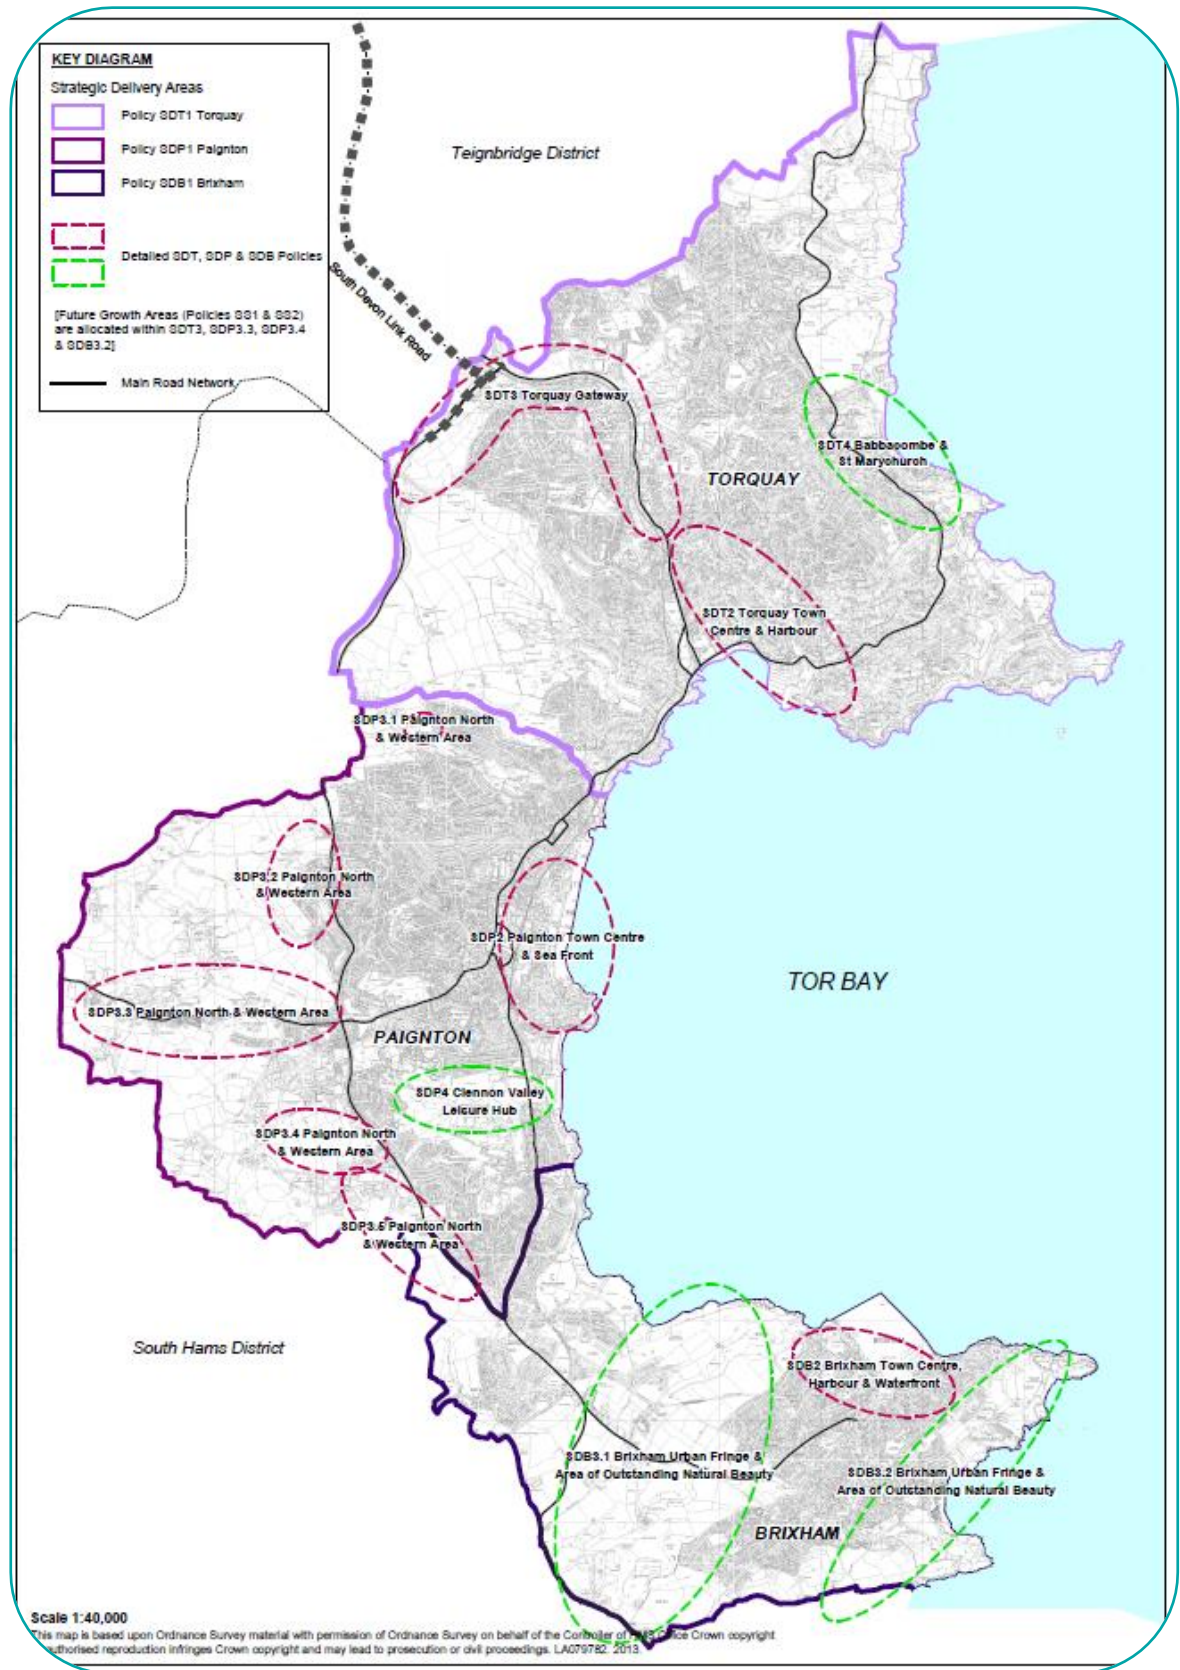 KEY DIAGRAM
Strategic Delivery Areas
Policy SDT1 Torquay
Policy SDP1 Paignton
Policy SDB1 Brixham
Detailed SDT, SDP & SDB Policies
[Future Growth Areas (Policies SS1 & SS2)
are allocated within SDT3, SDP3.3, SDP3.4
& SDB3.2]
Main Road Network
Teignbridge District
South Devon Link Road
SDT3 Torquay Gateway
SDT4 Babbacombe &
St Marychurch
TORQUAY
SDT2 Torquay Town
Centre & Harbour
SDP3.1 Paignton North
& Western Area
SDP3.2 Paignton North
& Western Area
SDP2 Paignton Town Centre
& Sea Front
TOR BAY
SDP3.3 Paignton North & Western Area
PAIGNTON
SDP4 Clennon Valley
Leisure Hub
SDP3.4 Paignton North
& Western Area
SDP3.5 Paignton North
& Western Area
South Hams District
SDB2 Brixham Town Centre,
Harbour & Waterfront
SDB3.1 Brixham Urban Fringe &
Area of Outstanding Natural Beauty
SDB3.2 Brixham Urban Fringe &
Area of Outstanding Natural Beauty
BRIXHAM
Scale 1:40,000
This map is based upon Ordnance Survey material with permission of Ordnance Survey on behalf of the Controller of Crown copyright
authorised reproduction infringes Crown copyright and may lead to prosecution or civil proceedings. LA079782. 2013